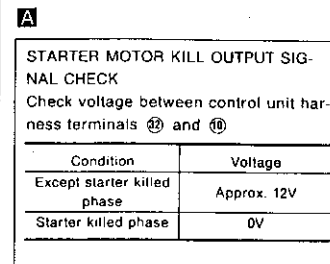 A
STARTER MOTOR KILL OUTPUT SIG-
NAL CHECK
Check voltage between control unit har-
ness terminals ㉜ and ⑩
Condition Voltage
Except starter killed
phase
Approx. 12V
Starter killed phase 0V